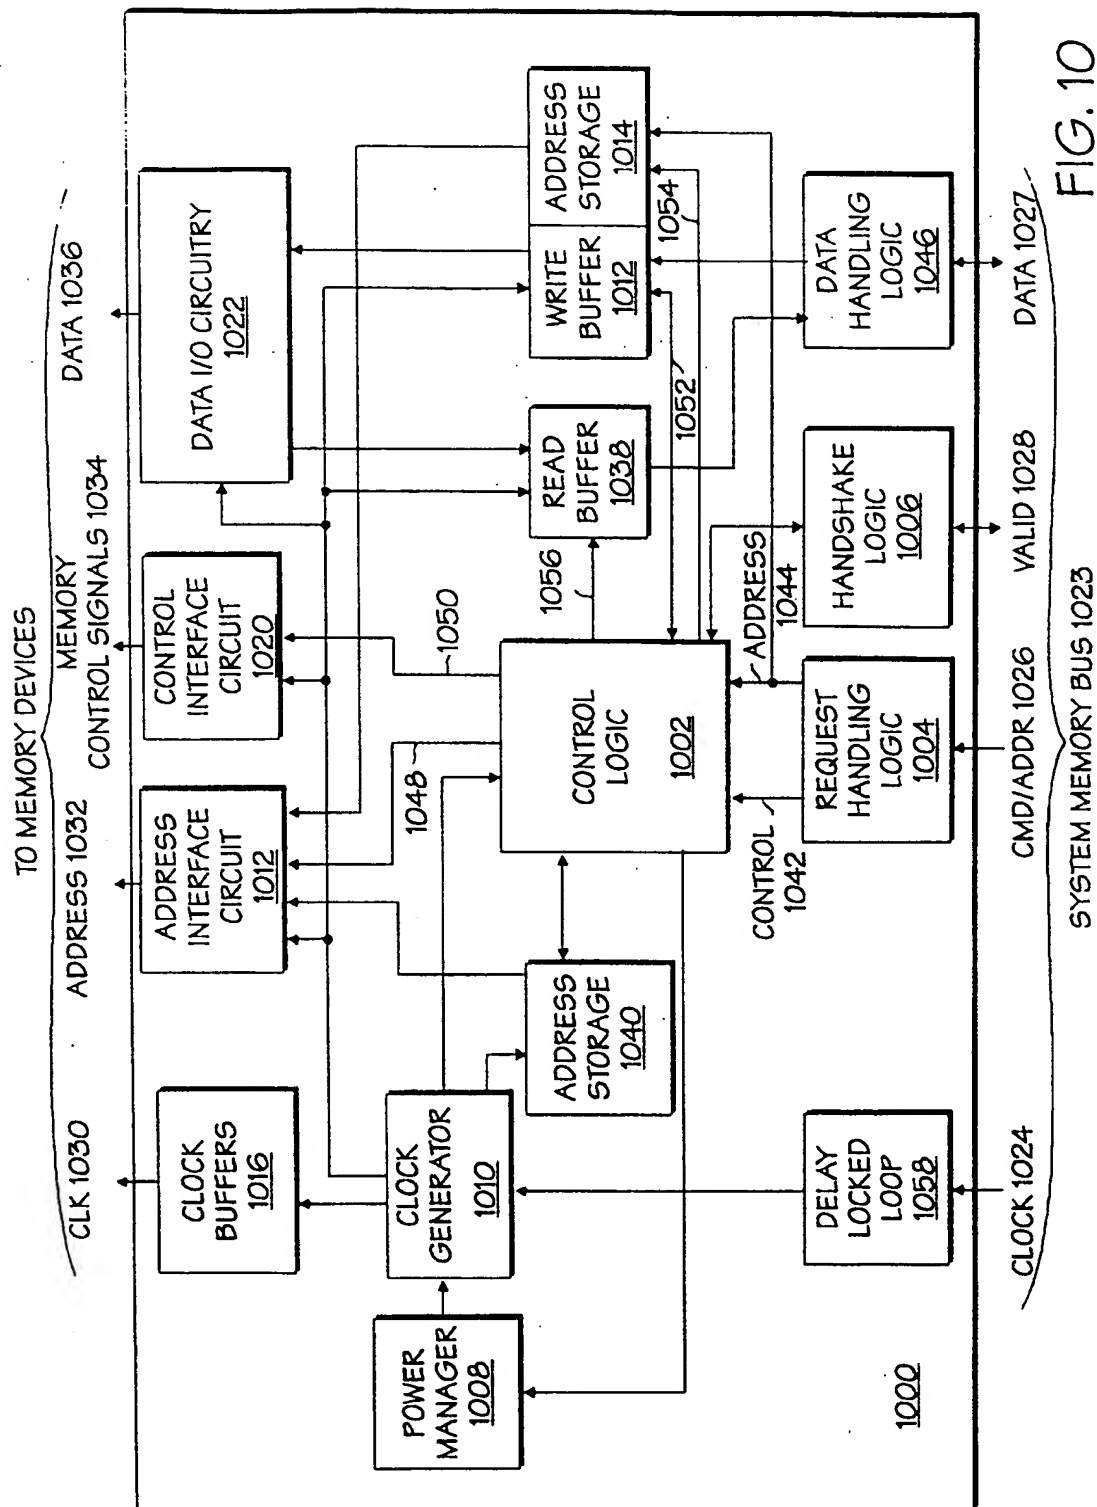 TO MEMORY DEVICES
CLK 1030
ADDRESS 1032
MEMORY
CONTROL SIGNALS 1034
DATA 1036
CLOCK
BUFFERS
1016
ADDRESS
INTERFACE
CIRCUIT
1012
CONTROL
INTERFACE
CIRCUIT
1020
DATA I/O CIRCUITRY
1022
POWER
MANAGER
1008
CLOCK
GENERATOR
1010
1048
1050
ADDRESS
STORAGE
1040
CONTROL
LOGIC
1002
1056
READ
BUFFER
1038
WRITE
BUFFER
1012
ADDRESS
STORAGE
1014
1052
1054
CONTROL
1042
ADDRESS
1044
DELAY
LOCKED
LOOP
1058
REQUEST
HANDLING
LOGIC
1004
HANDSHAKE
LOGIC
1006
DATA
HANDLING
LOGIC
1046
1000
CLOCK 1024
CMD/ADDR 1026
VALID 1028
DATA 1027
SYSTEM MEMORY BUS 1023
FIG. 10